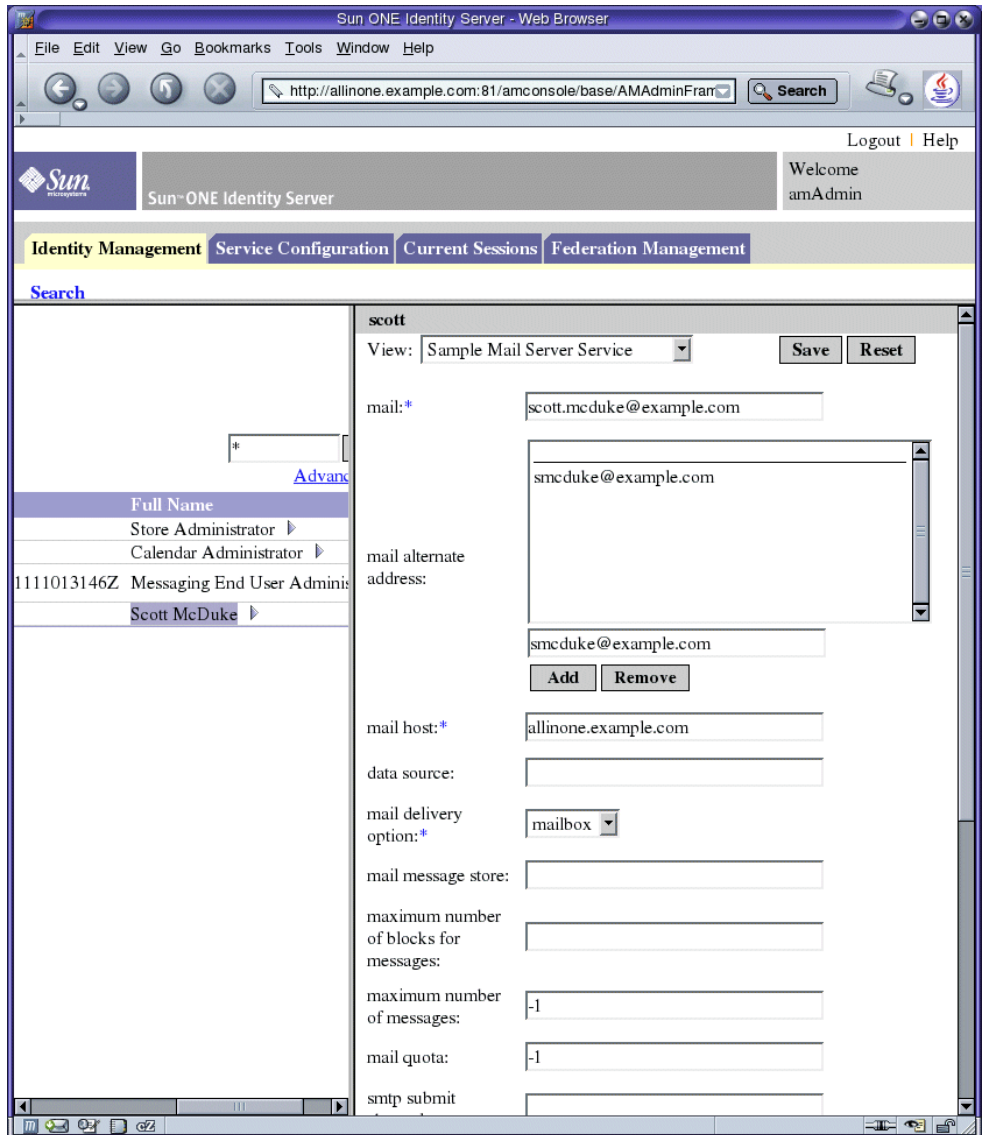 Sun ONE Identity Server - Web Browser
File Edit View Go Bookmarks Tools Window Help
http://allinone.example.com:81/amconsole/base/AMAdminFram
Search
Logout | Help
Sun
microsystems
Sun™ ONE Identity Server
Welcome
amAdmin
Identity Management Service Configuration Current Sessions Federation Management
Search
*
Advanc
Full Name
Store Administrator
Calendar Administrator
1111013146Z Messaging End User Adminis
Scott McDuke
scott
View: Sample Mail Server Service Save Reset
mail:* scott.mcduke@example.com
smcduke@example.com
mail alternate
address:
smcduke@example.com
Add Remove
mail host:* allinone.example.com
data source:
mail delivery
option:* mailbox
mail message store:
maximum number
of blocks for
messages:
maximum number
of messages: -1
mail quota: -1
smtp submit